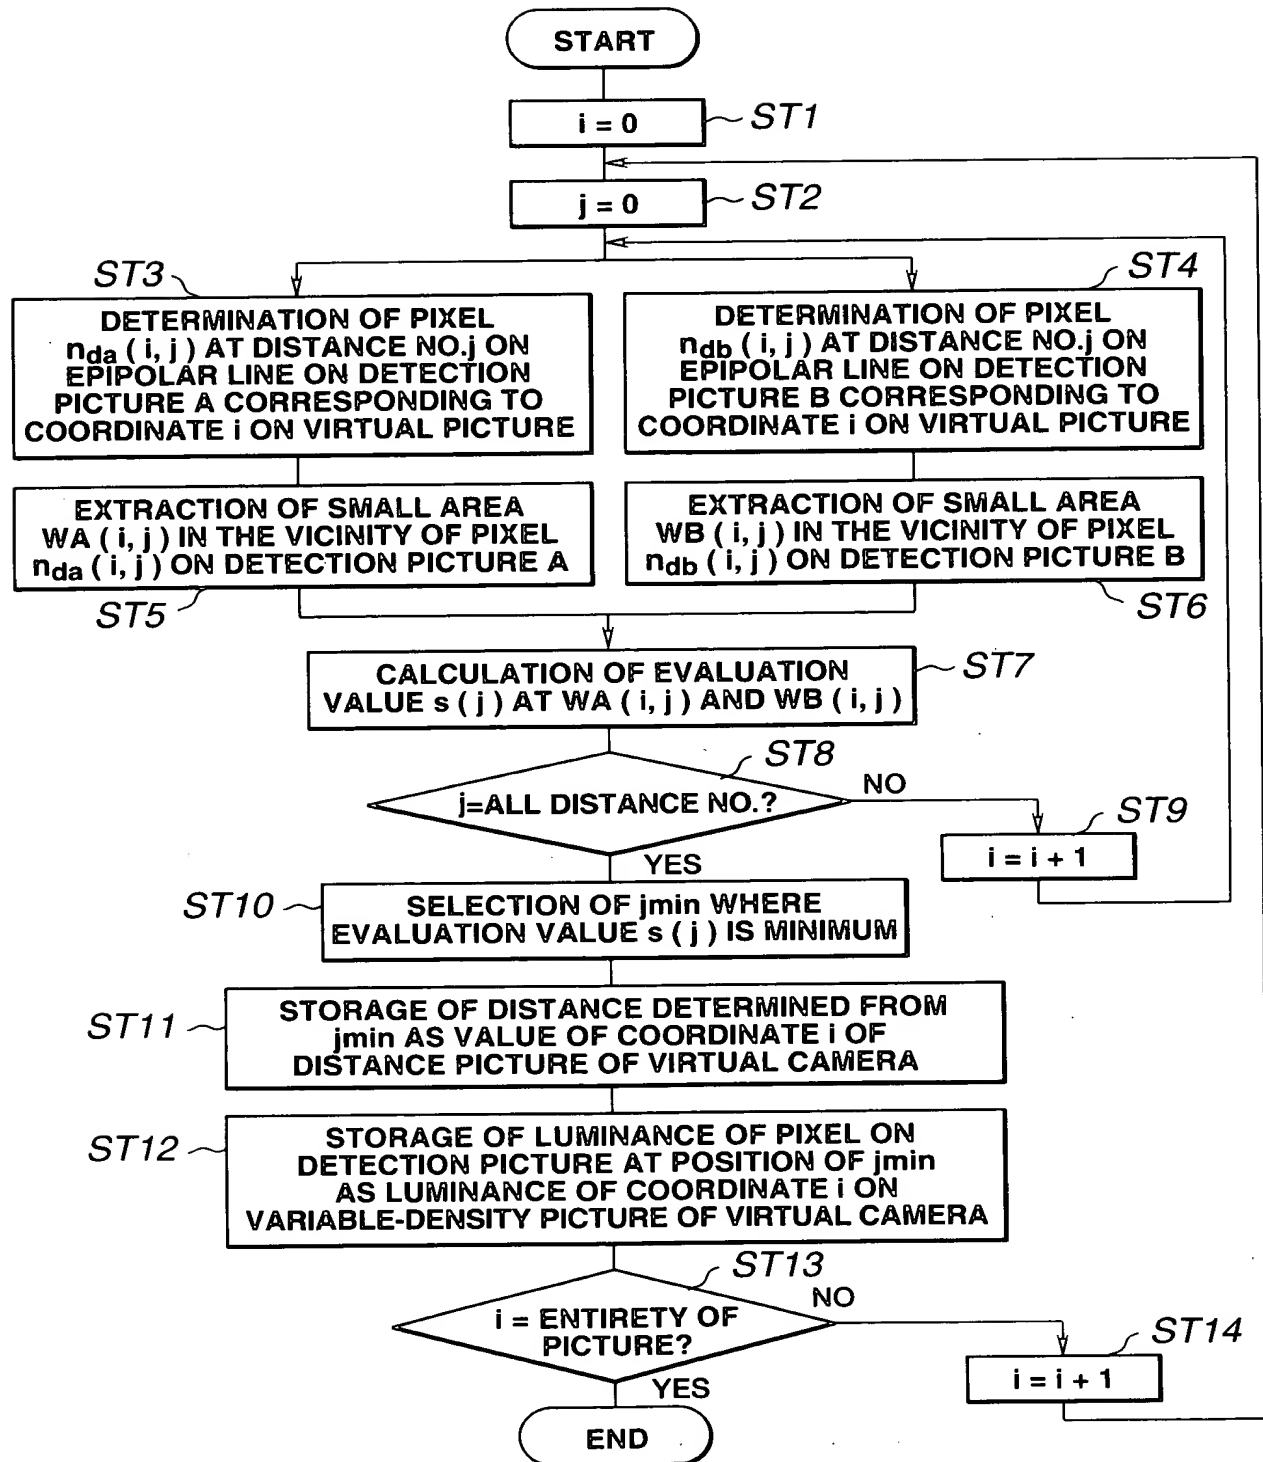 START
i = 0
ST1
j = 0
ST2
ST3
DETERMINATION OF PIXEL
nda ( i, j ) AT DISTANCE NO.j ON
EPIPOLAR LINE ON DETECTION
PICTURE A CORRESPONDING TO
COORDINATE i ON VIRTUAL PICTURE
ST4
DETERMINATION OF PIXEL
ndb ( i, j ) AT DISTANCE NO.j ON
EPIPOLAR LINE ON DETECTION
PICTURE B CORRESPONDING TO
COORDINATE i ON VIRTUAL PICTURE
EXTRACTION OF SMALL AREA
WA ( i, j ) IN THE VICINITY OF PIXEL
nda ( i, j ) ON DETECTION PICTURE A
ST5
EXTRACTION OF SMALL AREA
WB ( i, j ) IN THE VICINITY OF PIXEL
ndb ( i, j ) ON DETECTION PICTURE B
ST6
CALCULATION OF EVALUATION
VALUE s ( j ) AT WA ( i, j ) AND WB ( i, j )
ST7
ST8
j=ALL DISTANCE NO.?
NO
YES
ST9
i = i + 1
ST10
SELECTION OF jmin WHERE
EVALUATION VALUE s ( j ) IS MINIMUM
ST11
STORAGE OF DISTANCE DETERMINED FROM
jmin AS VALUE OF COORDINATE i OF
DISTANCE PICTURE OF VIRTUAL CAMERA
ST12
STORAGE OF LUMINANCE OF PIXEL ON
DETECTION PICTURE AT POSITION OF jmin
AS LUMINANCE OF COORDINATE i ON
VARIABLE-DENSITY PICTURE OF VIRTUAL CAMERA
ST13
i = ENTIRETY OF
PICTURE?
NO
YES
ST14
i = i + 1
END